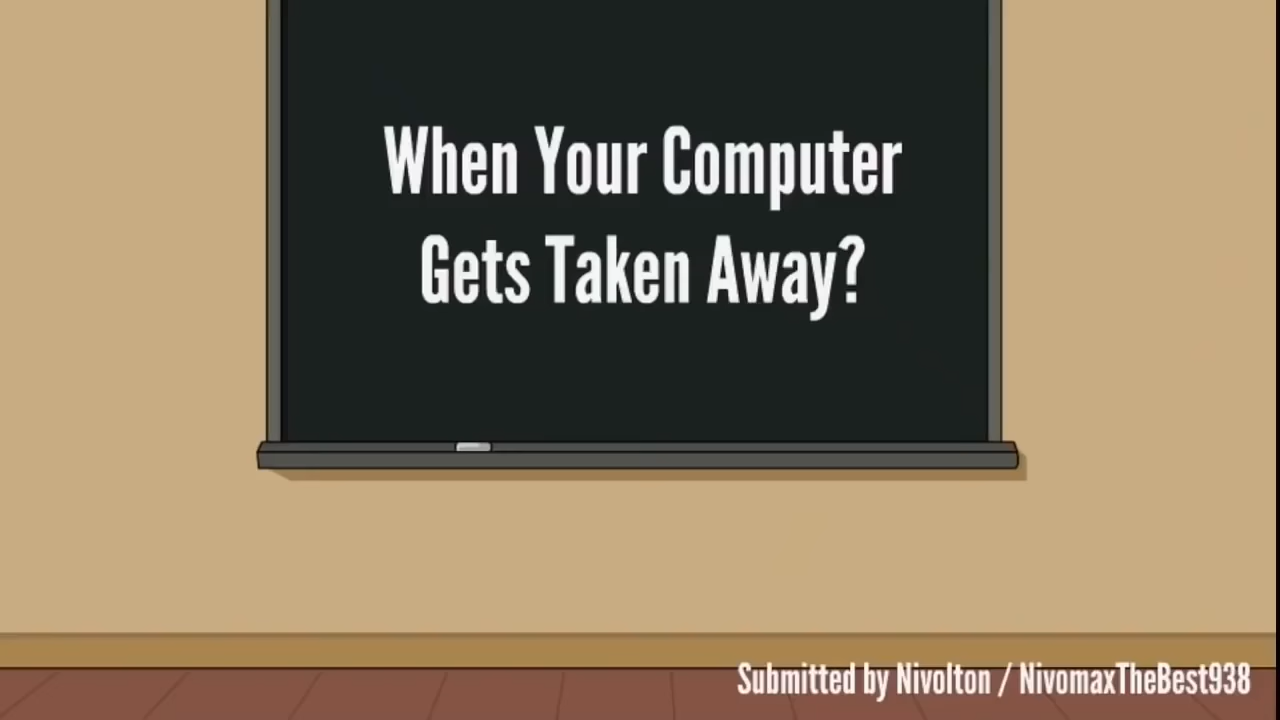 When Your Computer
Gets Taken Away?
Submitted by Nivolton / NivomaxTheBest938